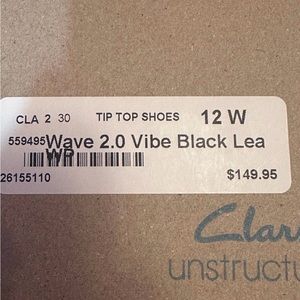 CLA 2 30 TIP TOP SHOES 12 W
559495 Wave 2.0 Vibe Black Lea
WP
26155110 $149.95
Clar
unstructu